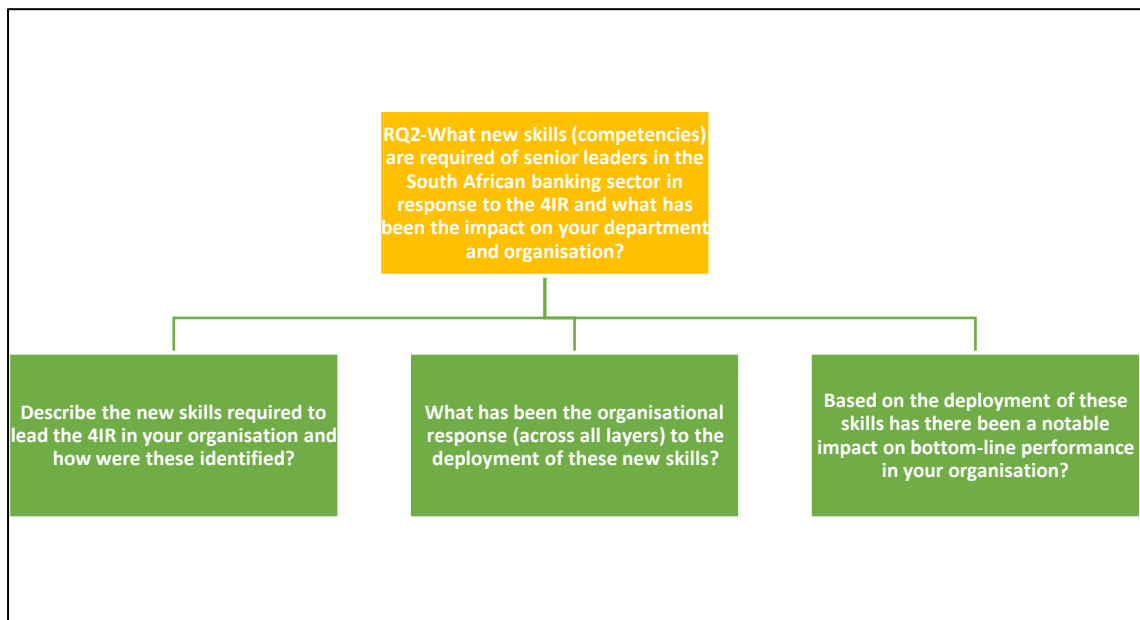 RQ2-What new skills (competencies)
are required of senior leaders in the
South African banking sector in
response to the 4IR and what has
been the impact on your department
and organisation?
Describe the new skills required to
lead the 4IR in your organisation and
how were these identified?
What has been the organisational
response (across all layers) to the
deployment of these new skills?
Based on the deployment of these
skills has there been a notable
impact on bottom-line performance
in your organisation?